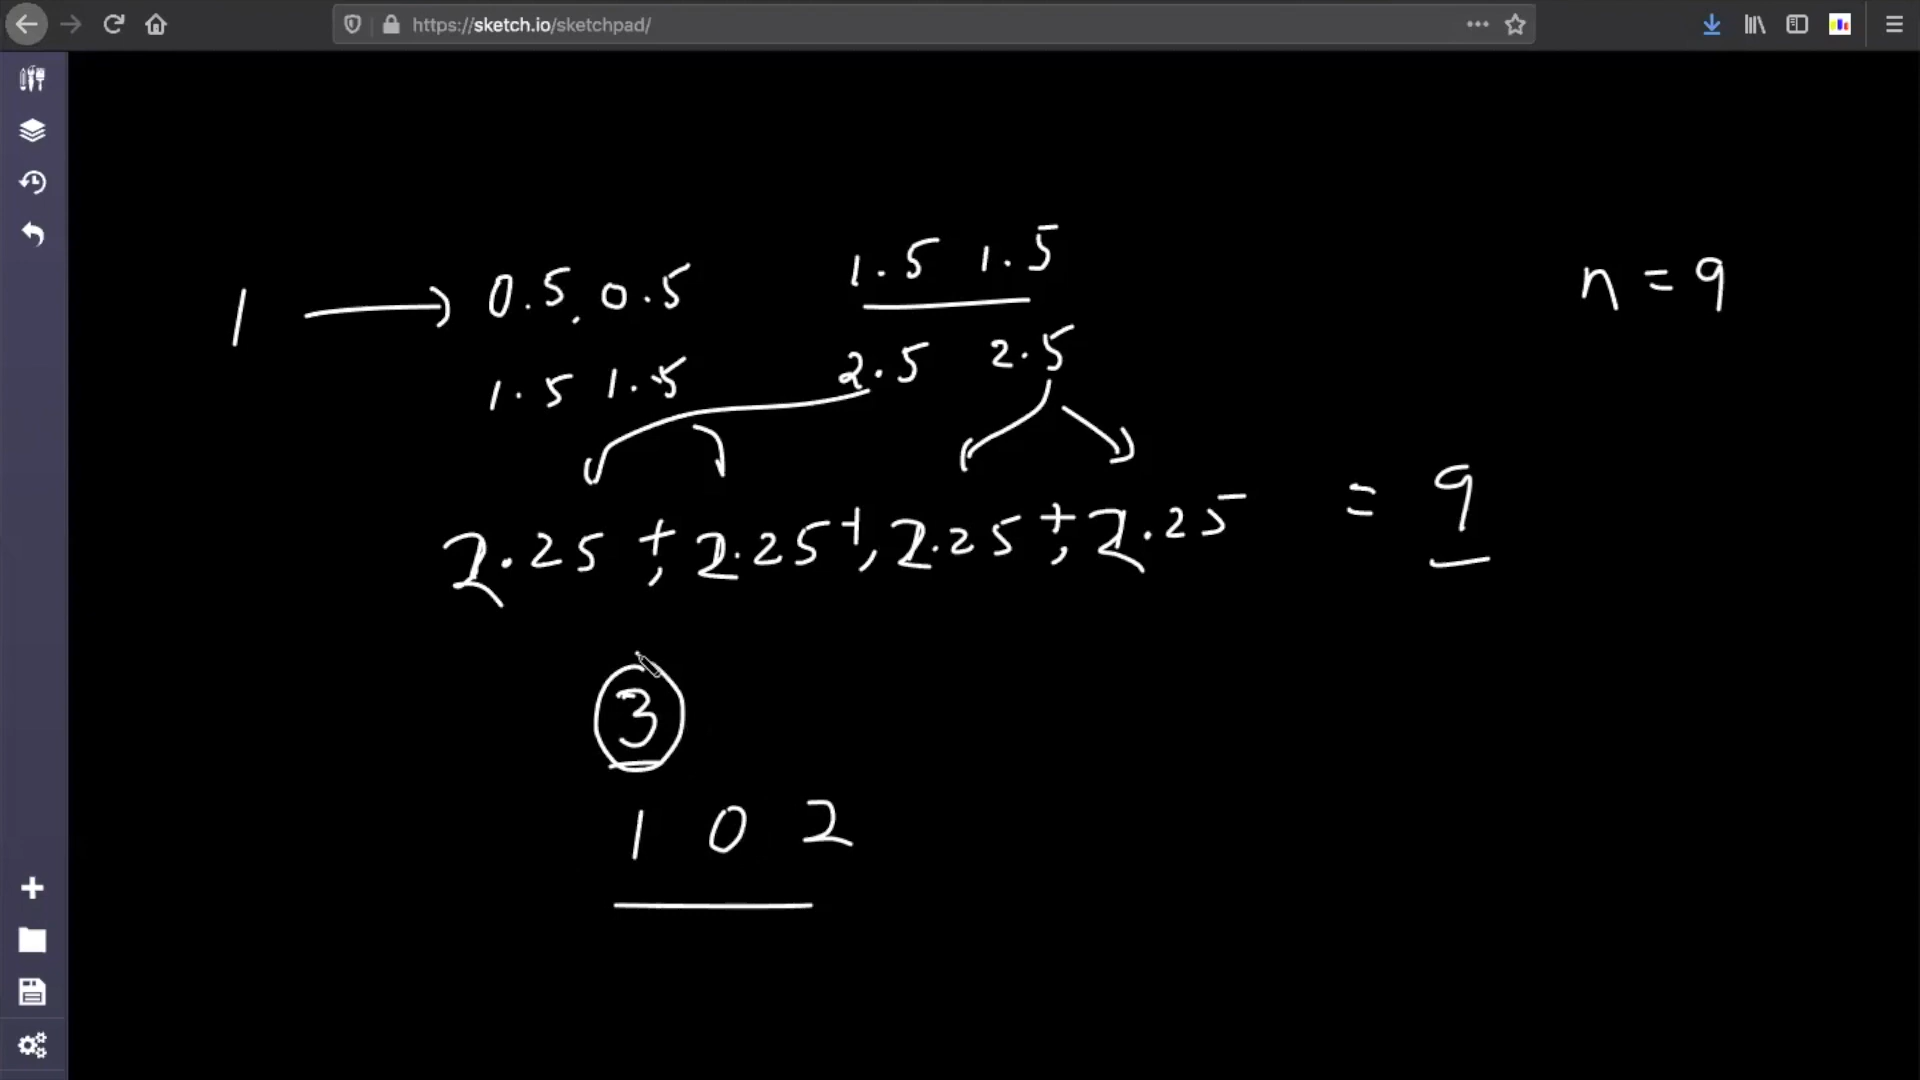 https://sketch.io/sketchpad/
1.5 1.5
1 → 0.5, 0.5
n = 9
2.5 2.5
1.5 1.5
2.25 +, 2.25 +, 2.25 +, 2.25 = 9
3
1 0 2